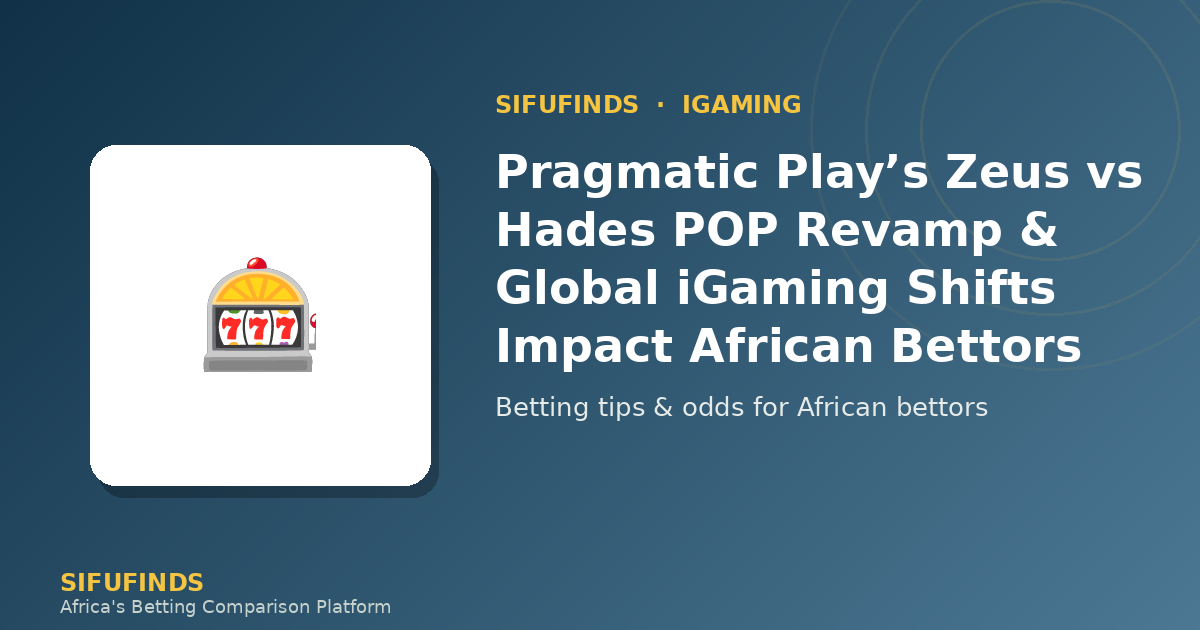 SIFUFINDS · IGAMING
Pragmatic Play’s Zeus vs
Hades POP Revamp &
Global iGaming Shifts
Impact African Bettors
Betting tips & odds for African bettors
777
SIFUFINDS
Africa's Betting Comparison Platform